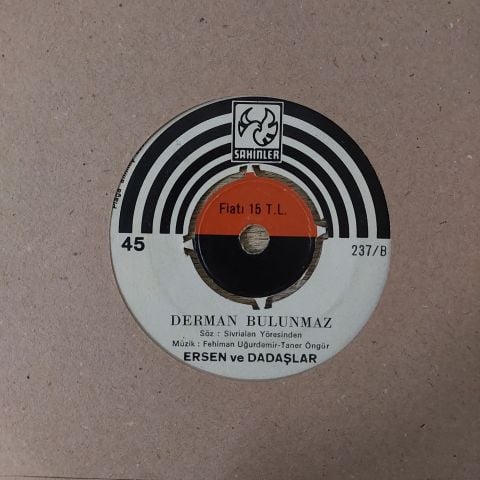 ŞAHİNLER
Fiatı 15 T.L.
45
237/B
DERMAN BULUNMAZ
Söz : Sivrialan Yöresinden
Müzik : Fehiman Uğurdemir-Taner Öngür
ERSEN ve DADAŞLAR